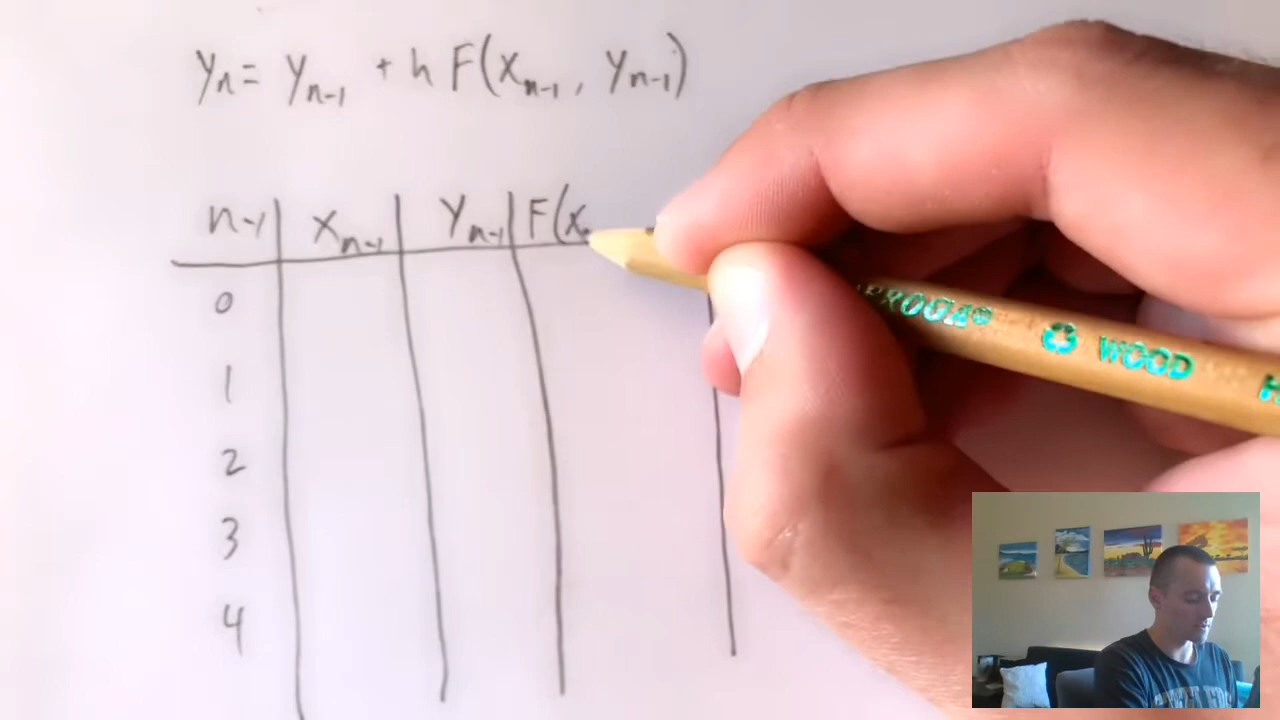 yn = yn-1 + h F(xn-1, yn-1)
n-1 xn-1 yn-1 F(x
0
1
2
3
4
WOOD